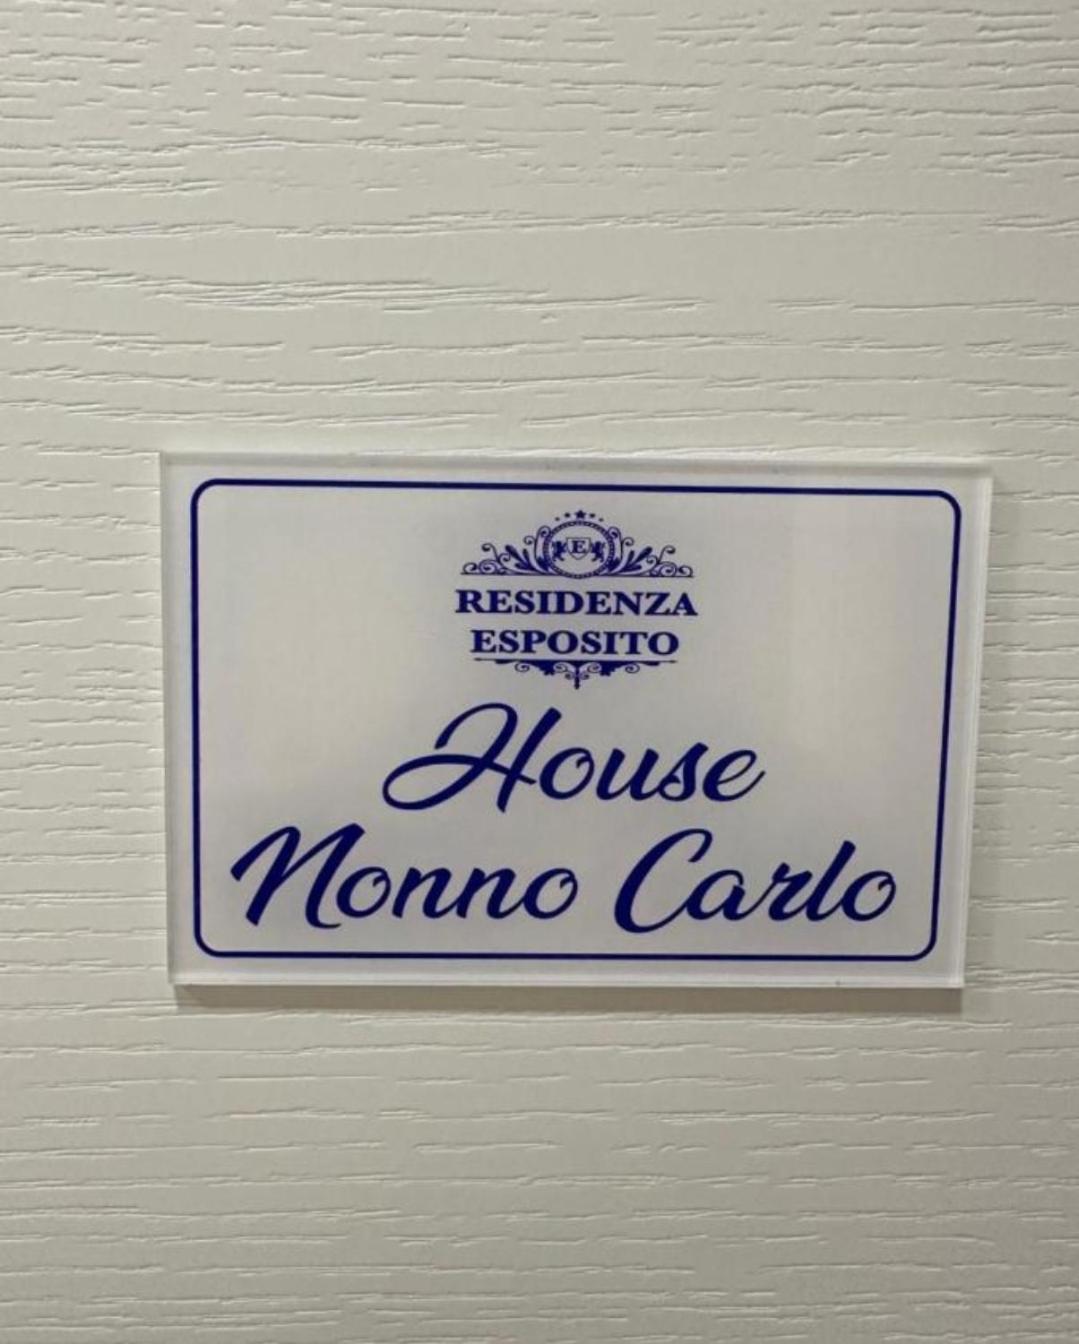 E
RESIDENZA
ESPOSITO
House
Nonno Carlo